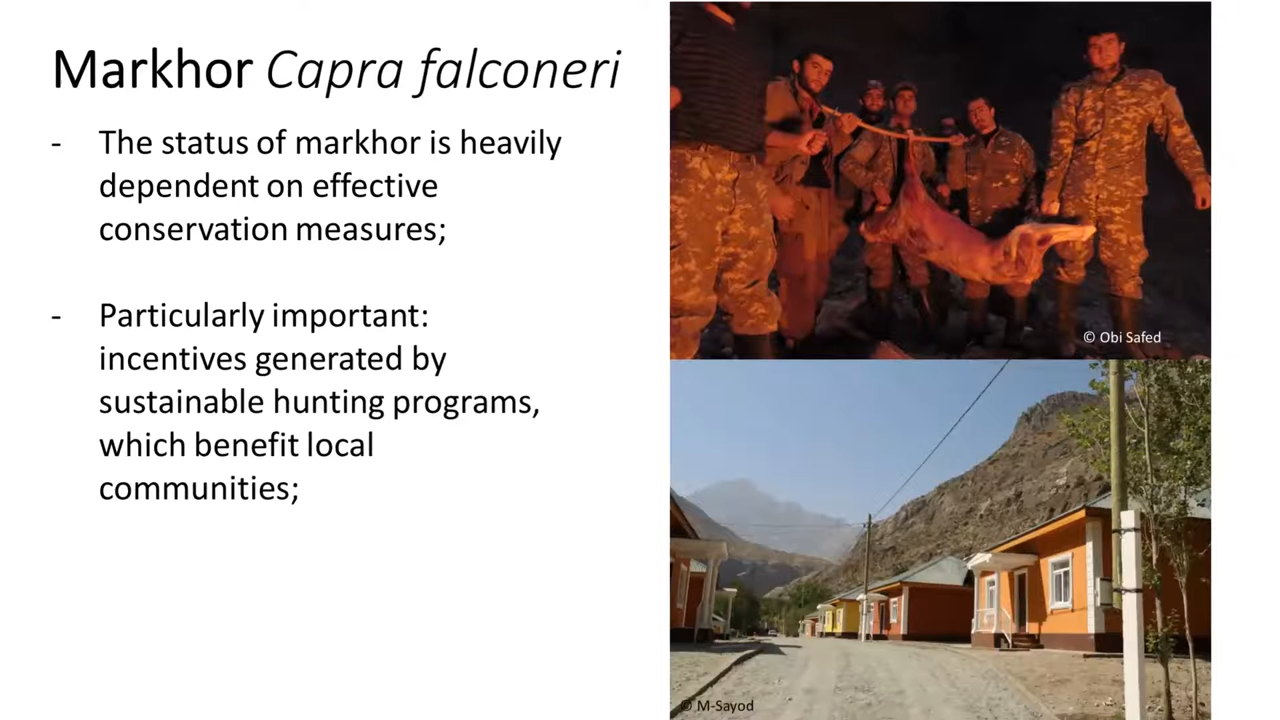 Markhor Capra falconeri
- The status of markhor is heavily
dependent on effective
conservation measures;
- Particularly important:
incentives generated by
sustainable hunting programs,
which benefit local
communities;
© Obi Safed
© M-Sayod